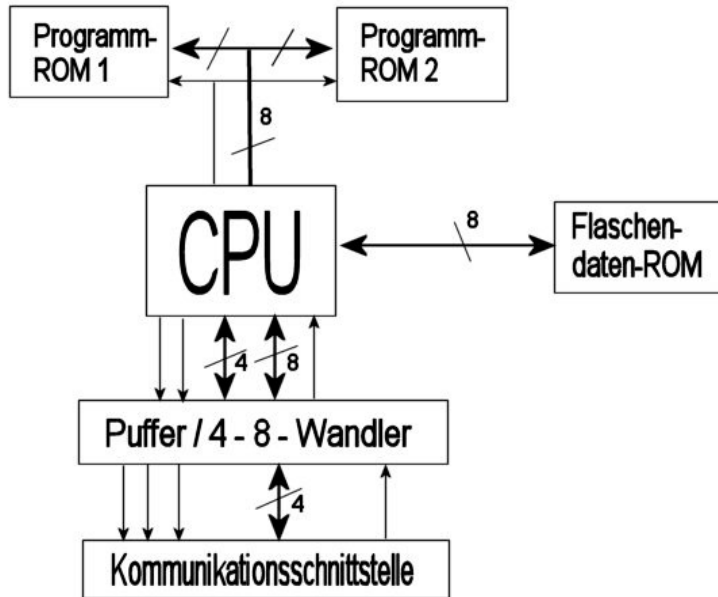 Programm-
ROM 1
Programm-
ROM 2
8
CPU
8
Flaschen-
daten-ROM
4
8
Puffer / 4 - 8 - Wandler
4
Kommunikationsschnittstelle